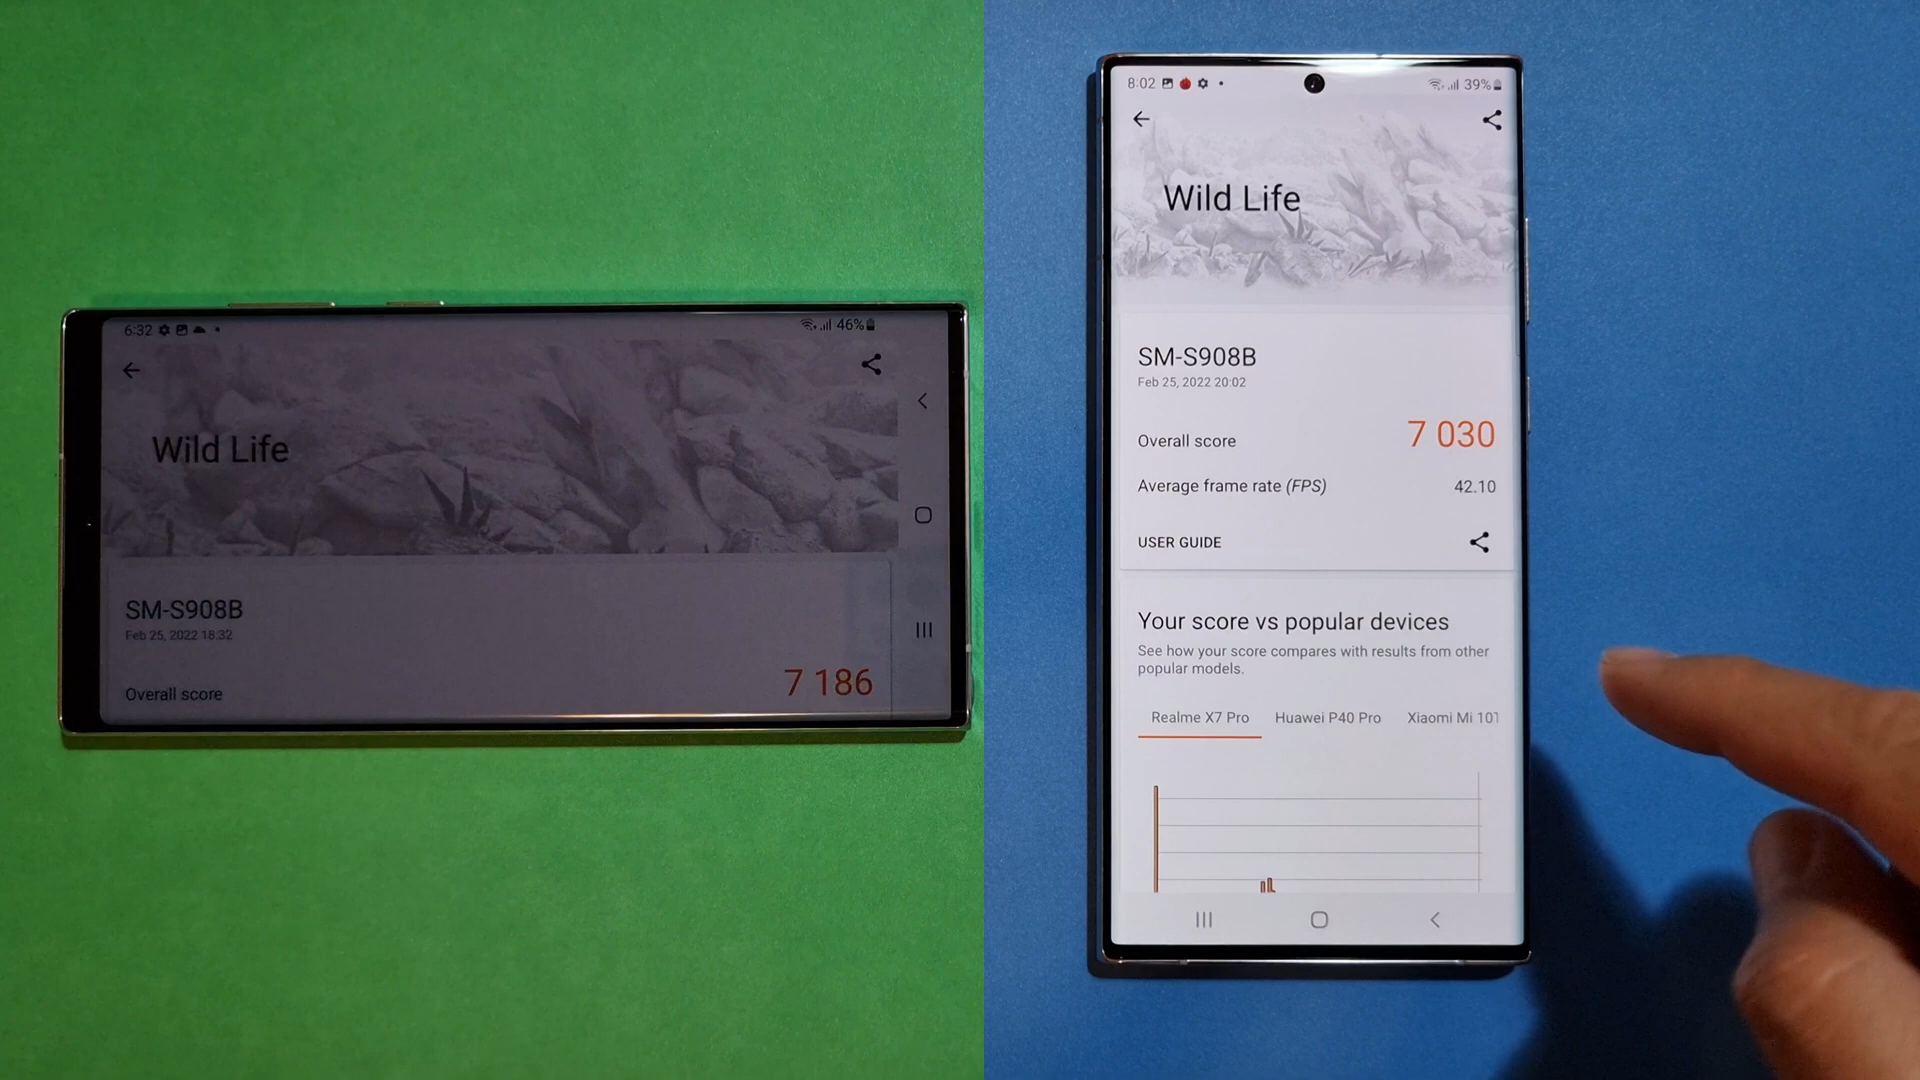 6:32
46%
Wild Life
SM-S908B
Feb 25, 2022 18:32
Overall score
7 186
8:02
39%
Wild Life
SM-S908B
Feb 25, 2022 20:02
Overall score
7 030
Average frame rate (FPS)
42.10
USER GUIDE
Your score vs popular devices
See how your score compares with results from other
popular models.
Realme X7 Pro Huawei P40 Pro Xiaomi Mi 10T